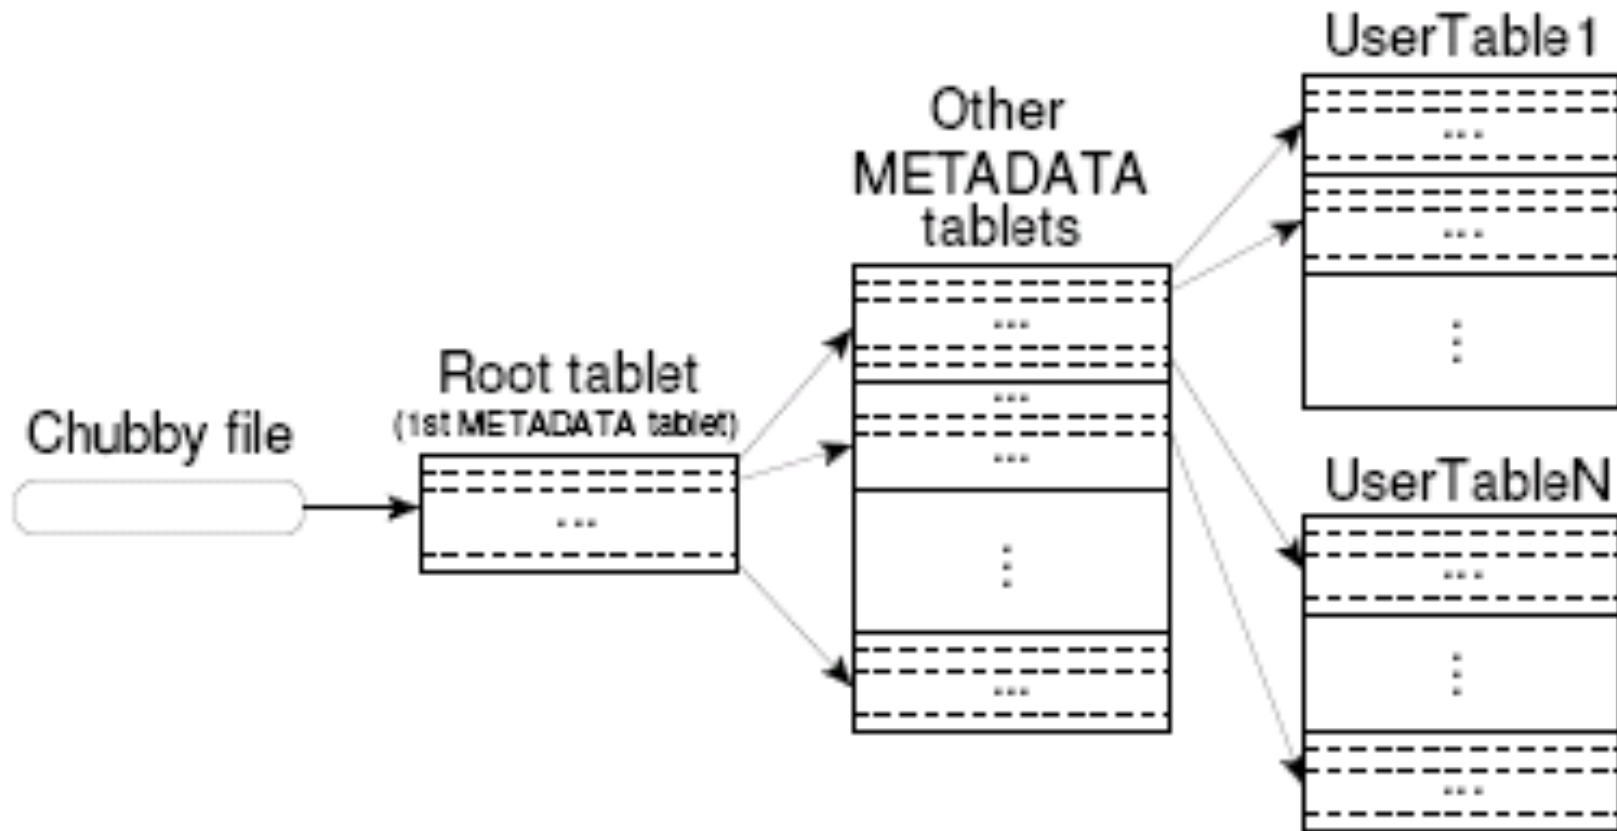 Chubby file
Root tablet
(1st METADATA tablet)
...
Other
METADATA
tablets
...
...
...
...
...
UserTable1
...
...
...
UserTableN
...
...
...